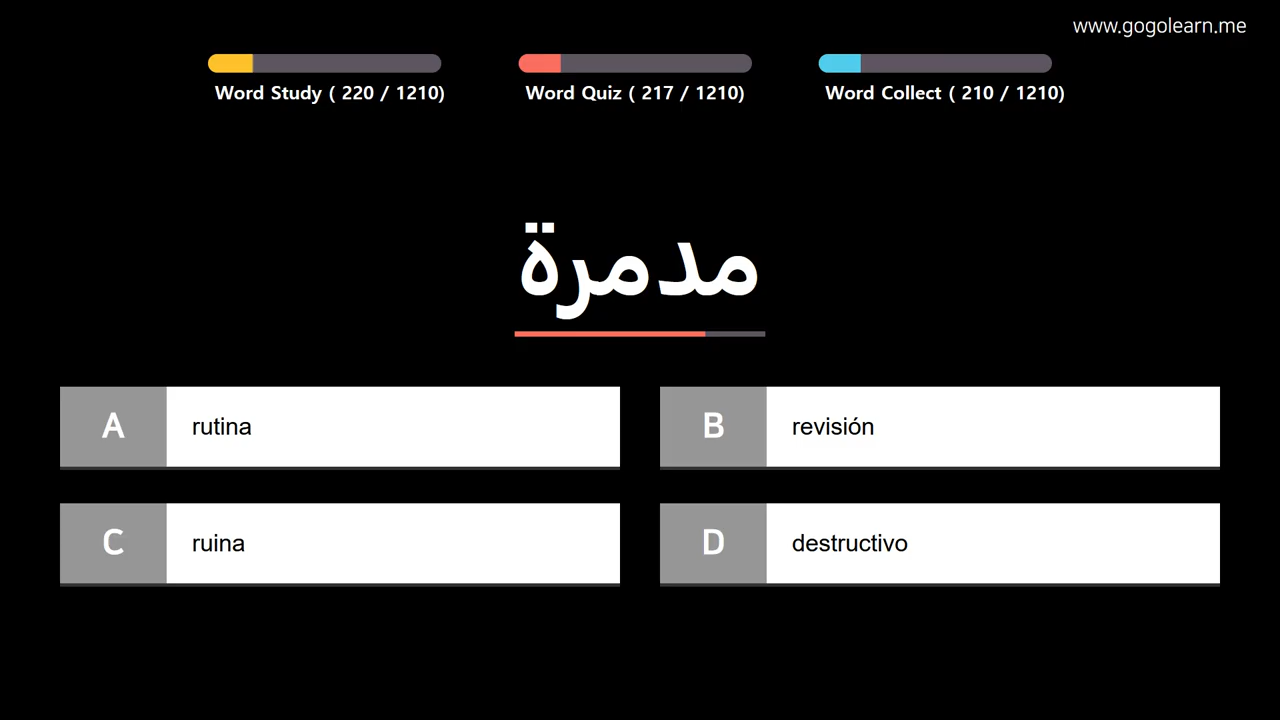 www.gogolearn.me
Word Study ( 220 / 1210)
Word Quiz ( 217 / 1210)
Word Collect ( 210 / 1210)
مدمرة
A rutina
B revisión
C ruina
D destructivo